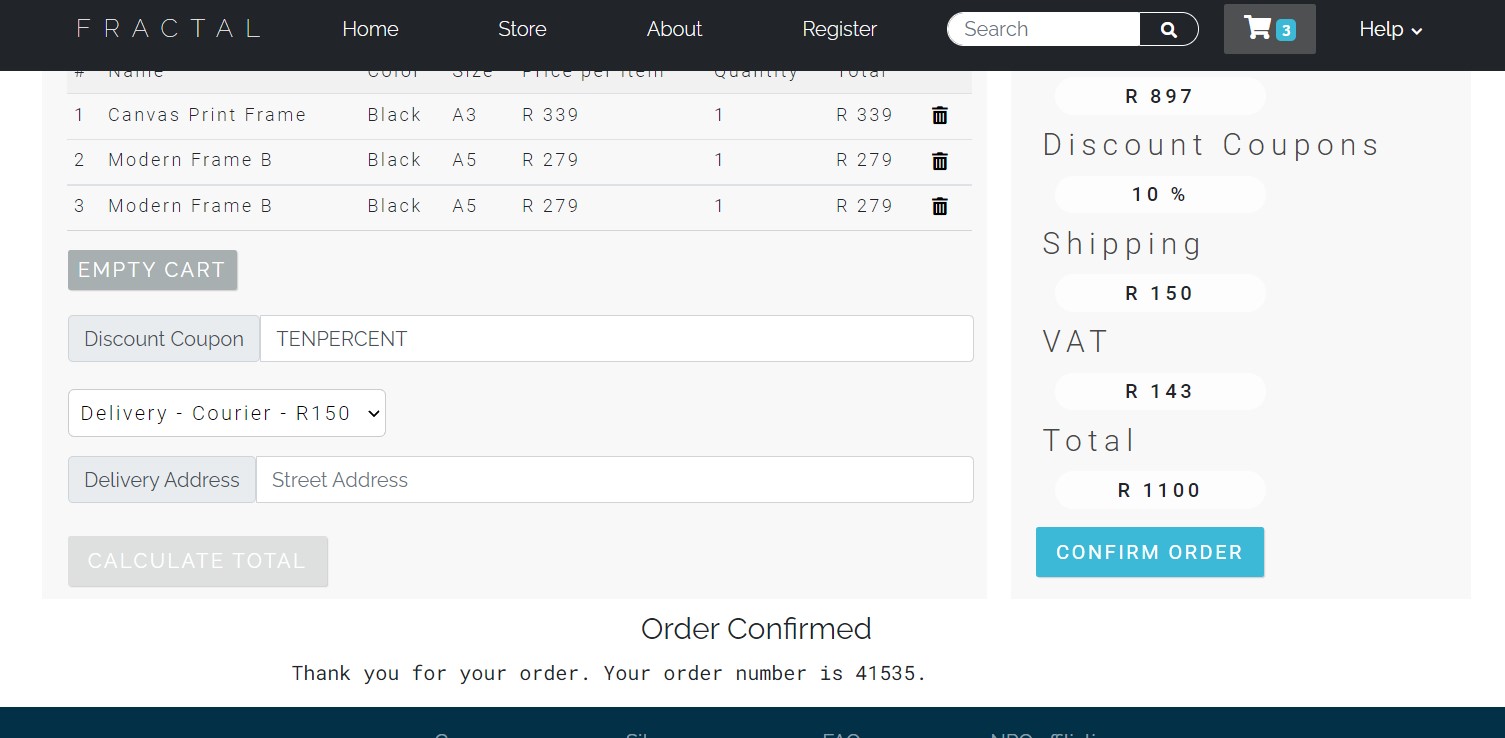 FRACTAL Home Store About Register Search 3 Help
# Name Color Size Price per item Quantity Total
1 Canvas Print Frame Black A3 R 339 1 R 339
2 Modern Frame B Black A5 R 279 1 R 279
3 Modern Frame B Black A5 R 279 1 R 279
EMPTY CART
Discount Coupon TENPERCENT
Delivery - Courier - R150
Delivery Address Street Address
CALCULATE TOTAL
R 897
Discount Coupons
10 %
Shipping
R 150
VAT
R 143
Total
R 1100
CONFIRM ORDER
Order Confirmed
Thank you for your order. Your order number is 41535.
FAQ